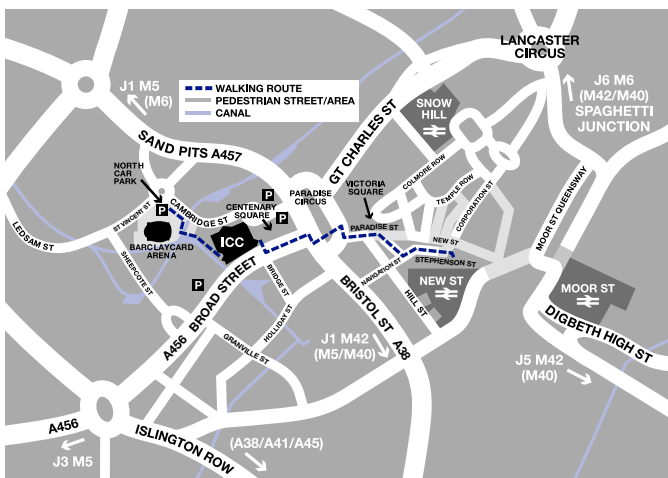 LANCASTER
CIRCUS
J1 M5
(M6)
WALKING ROUTE
PEDESTRIAN STREET/AREA
CANAL
J6 M6
(M42/M40)
SPAGHETTI
JUNCTION
SNOW
HILL
GT CHARLES ST
SAND PITS A457
COLMORE ROW
NORTH
CAR
PARK
P
P
P
P
CAMBRIDGE ST
CENTENARY
SQUARE
PARADISE
CIRCUS
VICTORIA
SQUARE
TEMPLE ROW
CORPORATION ST
MOOR ST QUEENSWAY
ST VINCENT ST
LEDSAM ST
PARADISE ST
NEW ST
STEPHENSON ST
BARCLAYCARD
ARENA
ICC
SHEEPCOTE ST
BRIDGE ST
NAVIGATION ST
HILL ST
NEW ST
MOOR ST
A456 BROAD STREET
HOLLIDAY ST
GRANVILLE ST
BRISTOL ST A38
J1 M42
(M5/M40)
DIGBETH HIGH ST
J5 M42
(M40)
A456
J3 M5
ISLINGTON ROW
(A38/A41/A45)